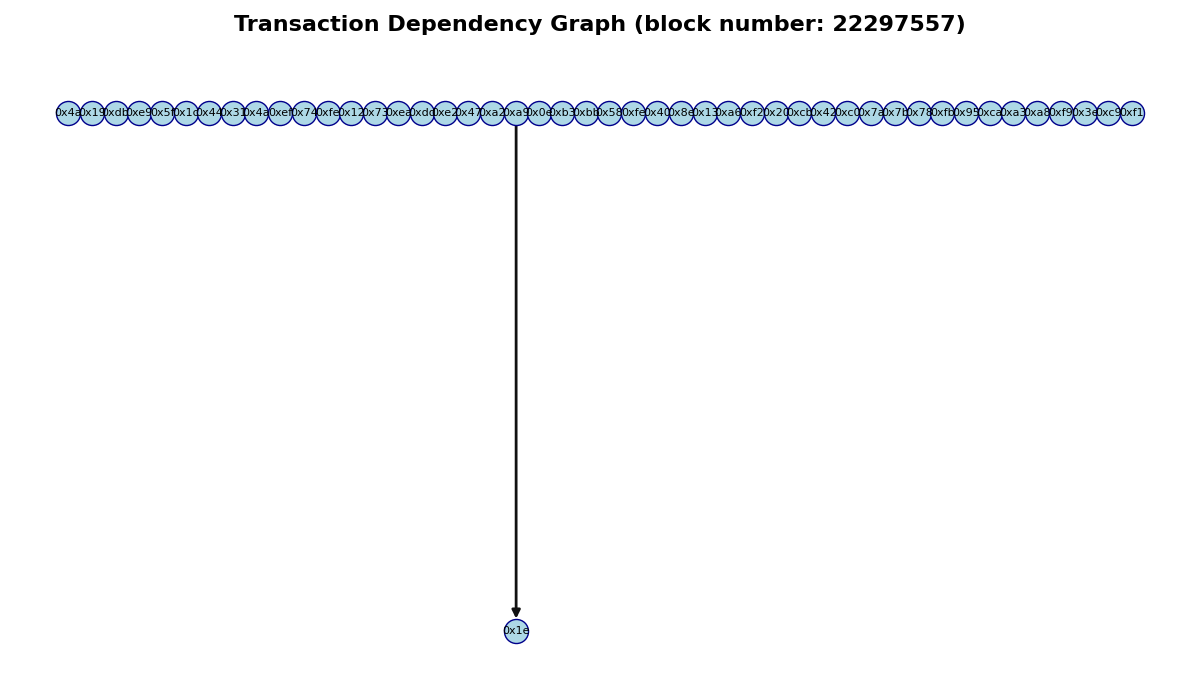 Transaction Dependency Graph (block number: 22297557)
0x4a 0x19 0xdb 0xe9 0x5f 0x1d 0x44 0x31 0x4a 0xef 0x74 0xfe 0x12 0x73 0xea 0xdd 0xe2 0x47 0xa2 0xa9 0x0e 0xb3 0xbb 0x58 0xfe 0x40 0x8e 0x13 0xa6 0xf2 0x20 0xcb 0x42 0xc0 0x7a 0x7b 0x78 0xfb 0x95 0xca 0xa3 0xa8 0xf9 0x3e 0xc9 0xf1
0x1e